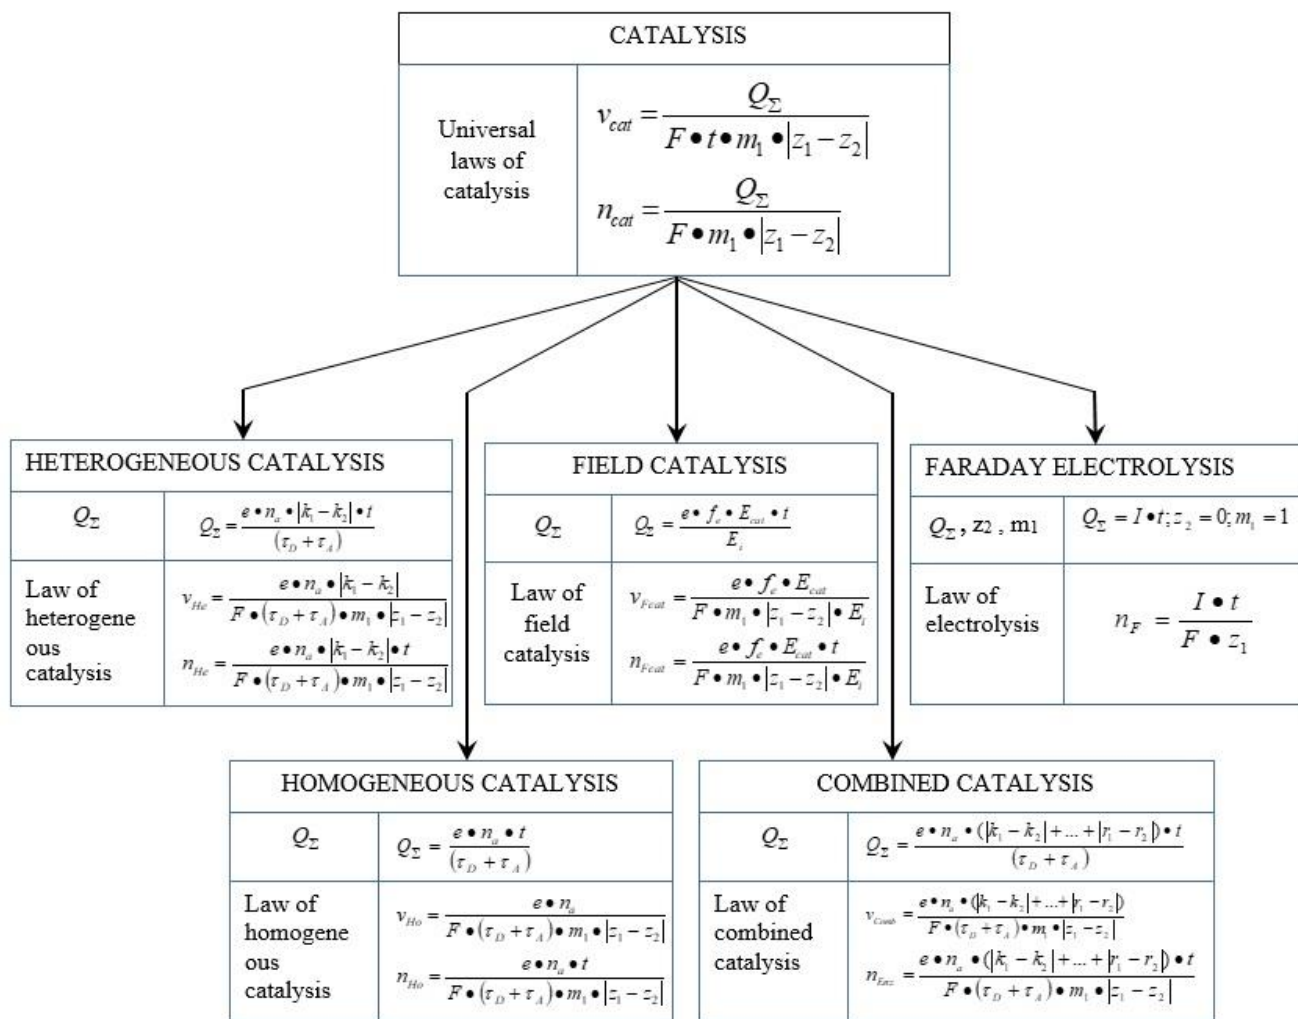 CATALYSIS
Universal
laws of
catalysis
v_cat = Q_Σ / (F • t • m_1 • |z_1 − z_2|)
n_cat = Q_Σ / (F • m_1 • |z_1 − z_2|)
HETEROGENEOUS CATALYSIS
Q_Σ
Q_Σ = (e • n_a • |k_1 − k_2| • t) / (τ_D + τ_A)
Law of
heterogene
ous
catalysis
v_He = (e • n_a • |k_1 − k_2|) / (F • (τ_D + τ_A) • m_1 • |z_1 − z_2|)
n_He = (e • n_a • |k_1 − k_2| • t) / (F • (τ_D + τ_A) • m_1 • |z_1 − z_2|)
FIELD CATALYSIS
Q_Σ
Q_Σ = (e • f_e • E_cat • t) / E_i
Law of
field
catalysis
v_Fcat = (e • f_e • E_cat) / (F • m_1 • |z_1 − z_2| • E_i)
n_Fcat = (e • f_e • E_cat • t) / (F • m_1 • |z_1 − z_2| • E_i)
FARADAY ELECTROLYSIS
Q_Σ , z2 , m1
Q_Σ = I • t; z_2 = 0; m_1 = 1
Law of
electrolysis
n_F = (I • t) / (F • z_1)
HOMOGENEOUS CATALYSIS
Q_Σ
Q_Σ = (e • n_a • t) / (τ_D + τ_A)
Law of
homogene
ous
catalysis
v_Ho = (e • n_a) / (F • (τ_D + τ_A) • m_1 • |z_1 − z_2|)
n_Ho = (e • n_a • t) / (F • (τ_D + τ_A) • m_1 • |z_1 − z_2|)
COMBINED CATALYSIS
Q_Σ
Q_Σ = (e • n_a • (|k_1 − k_2| + ... + |r_1 − r_2|) • t) / (τ_D + τ_A)
Law of
combined
catalysis
v_Comb = (e • n_a • (|k_1 − k_2| + ... + |r_1 − r_2|)) / (F • (τ_D + τ_A) • m_1 • |z_1 − z_2|)
n_Enz = (e • n_a • (|k_1 − k_2| + ... + |r_1 − r_2|) • t) / (F • (τ_D + τ_A) • m_1 • |z_1 − z_2|)